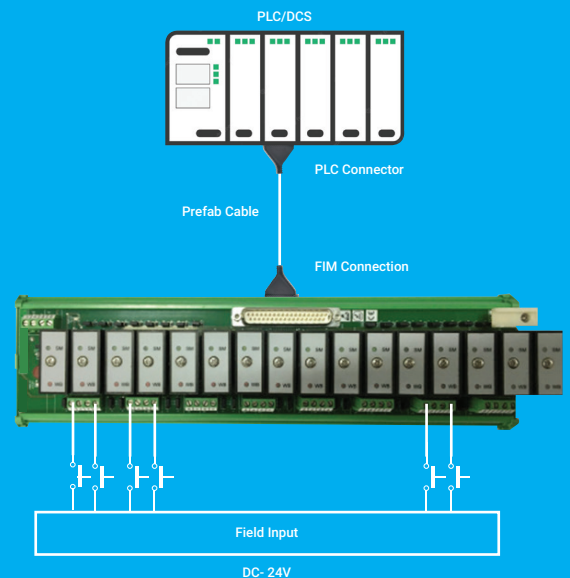 PLC/DCS
PLC Connector
Prefab Cable
FIM Connection
Field Input
DC- 24V